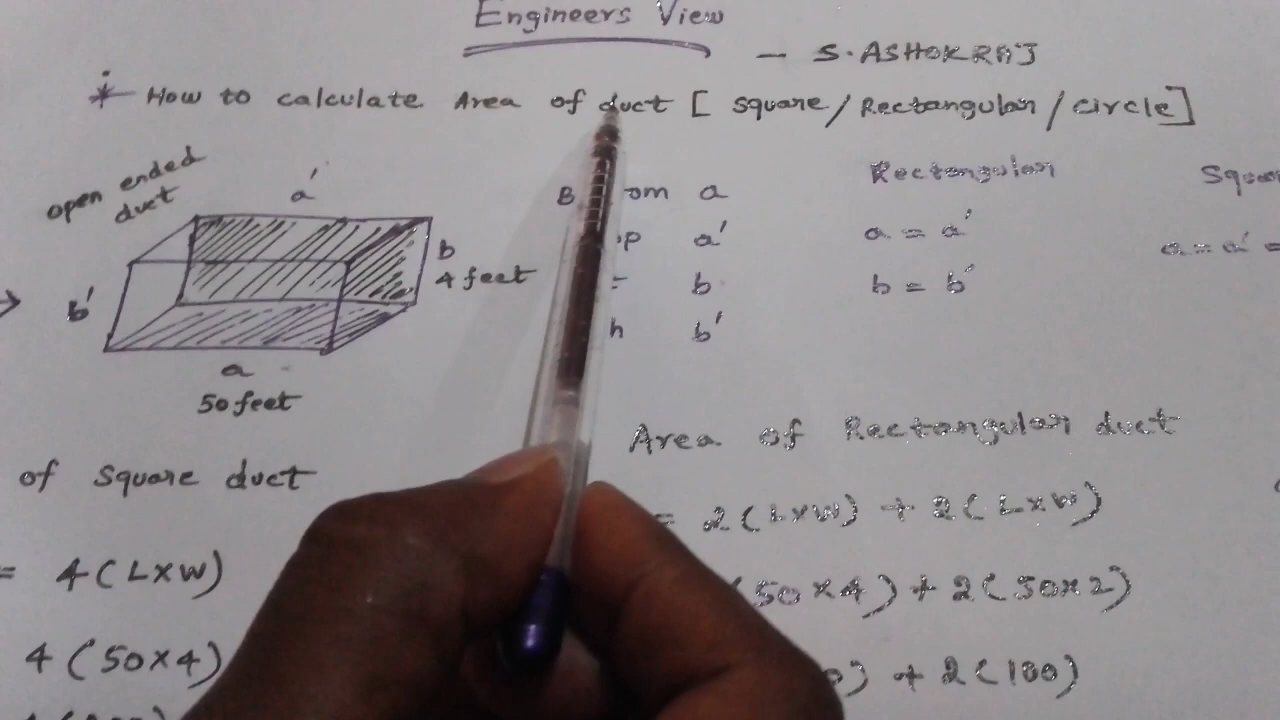 Engineers View
- S. ASHOKRAJ
* How to calculate Area of duct [ Square / Rectangular / circle ]
open ended duct
a'
b
4 feet
b'
a
50 feet
om a
a'
b
h b'
Rectangular
a = a'
b = b'
a = a' =
of Square duct
= 4 ( L x W )
4 ( 50 x 4 )
Area of Rectangular duct
= 2 ( L x W ) + 2 ( L x W )
( 50 x 4 ) + 2 ( 50 x 2 )
) + 2 ( 100 )